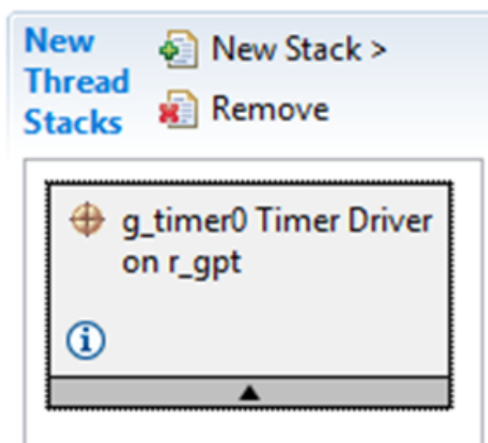 New
Thread
Stacks
New Stack >
Remove
g_timer0 Timer Driver
on r_gpt